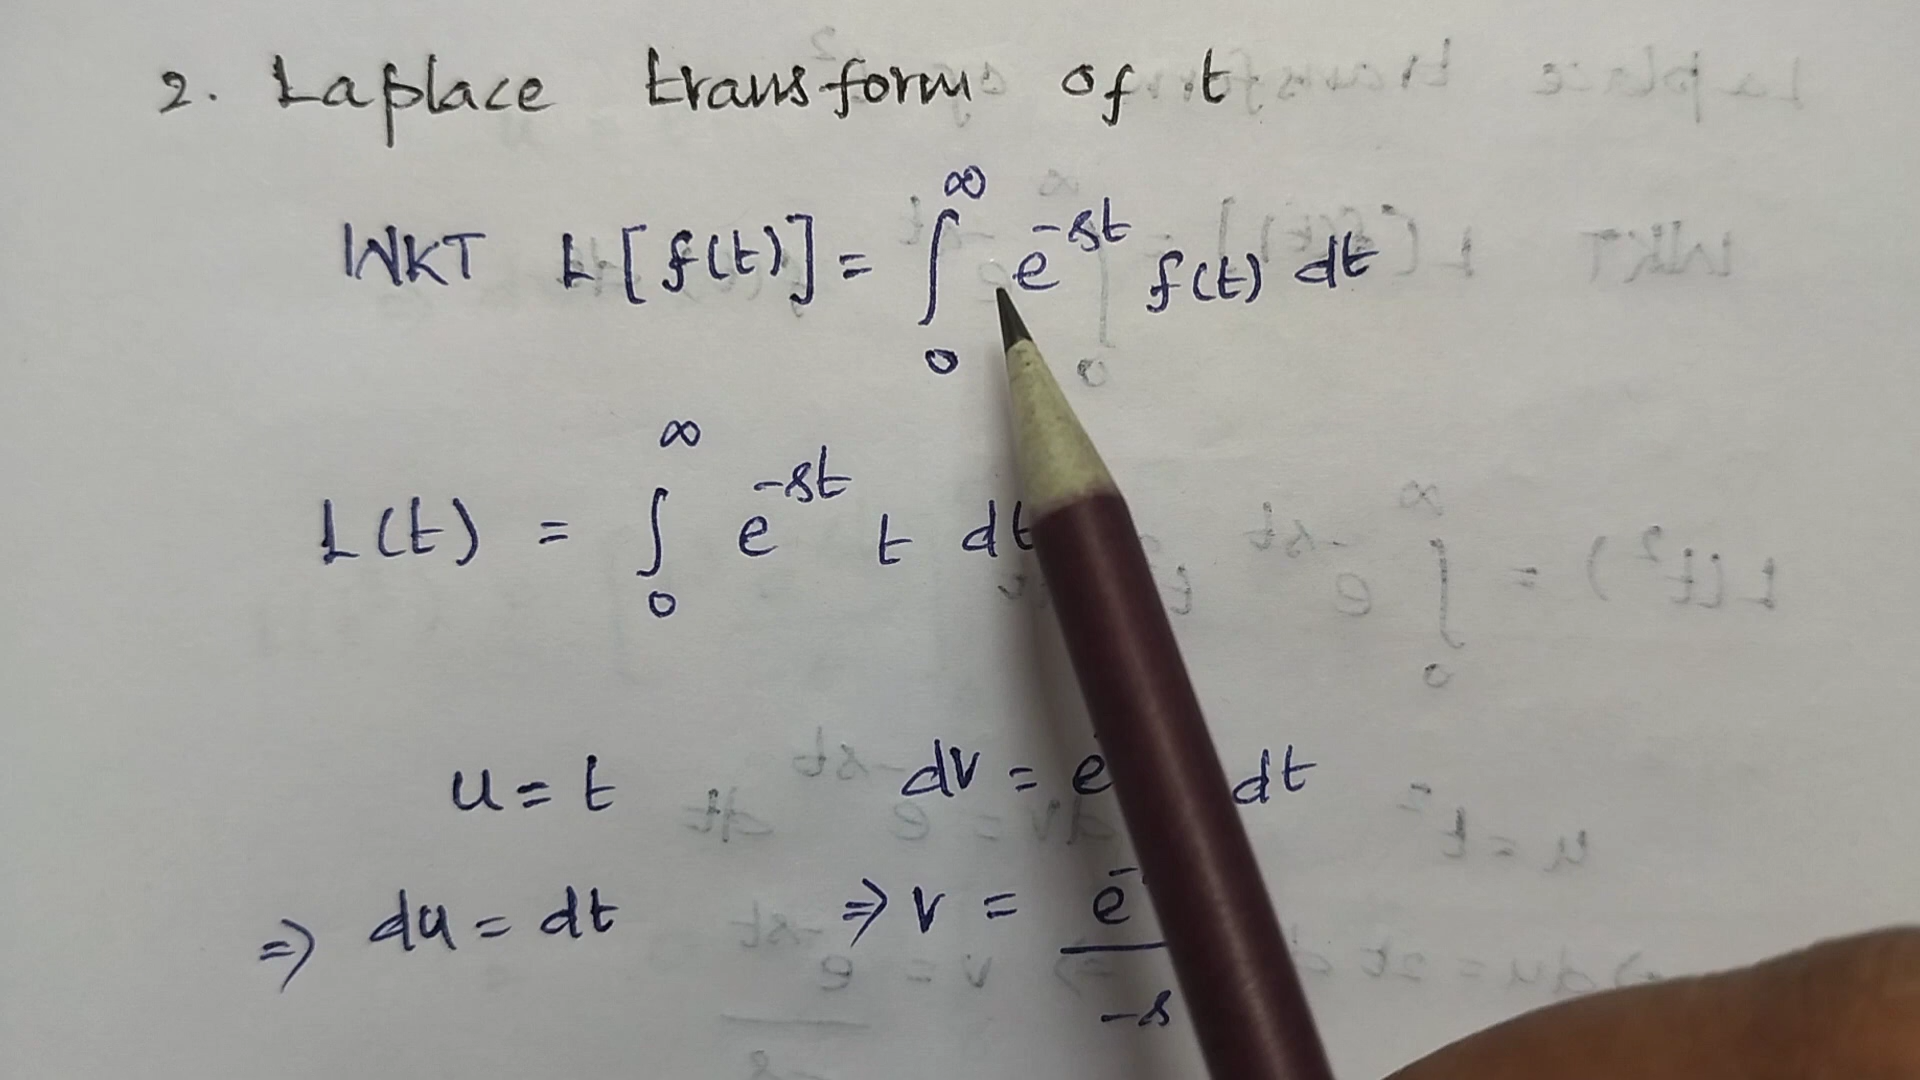 2. Laplace transform of t
WKT L[f(t)] = ∫₀^∞ e^{-st} f(t) dt
L(t) = ∫₀^∞ e^{-st} t dt
u = t dv = e dt
⇒ du = dt ⇒ v = e^- / -s